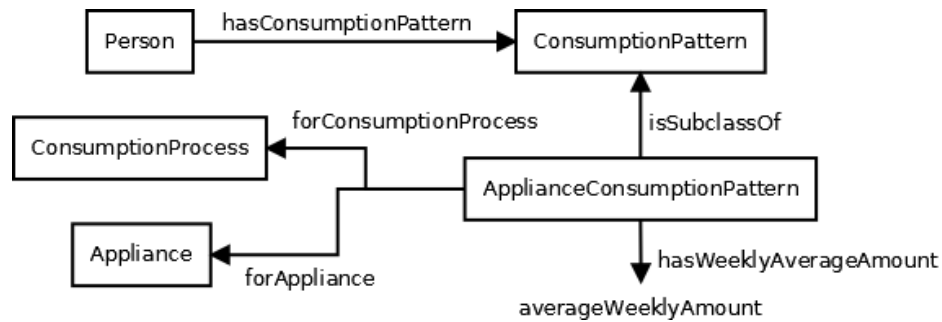 hasConsumptionPattern
Person
ConsumptionPattern
forConsumptionProcess
isSubclassOf
ConsumptionProcess
ApplianceConsumptionPattern
Appliance
hasWeeklyAverageAmount
forAppliance
averageWeeklyAmount